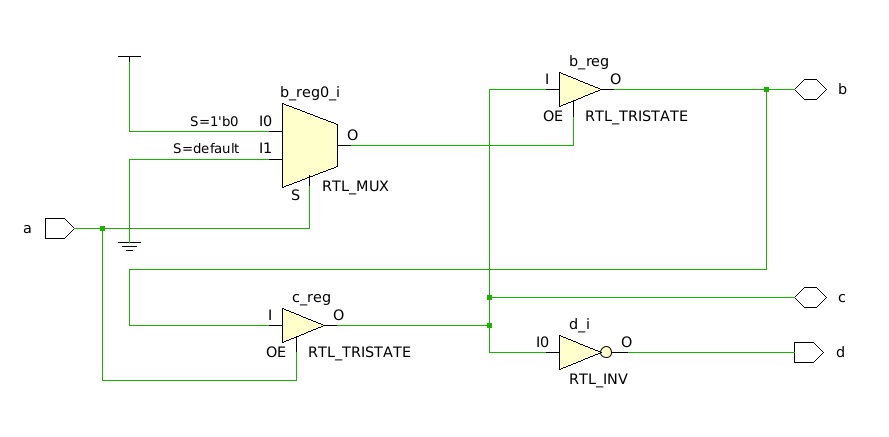 b_reg
I O
b
OE RTL_TRISTATE
b_reg0_i
S=1'b0 I0
O
S=default I1
S RTL_MUX
a
c_reg
c
I O
OE RTL_TRISTATE
d_i
I0 O
d
RTL_INV